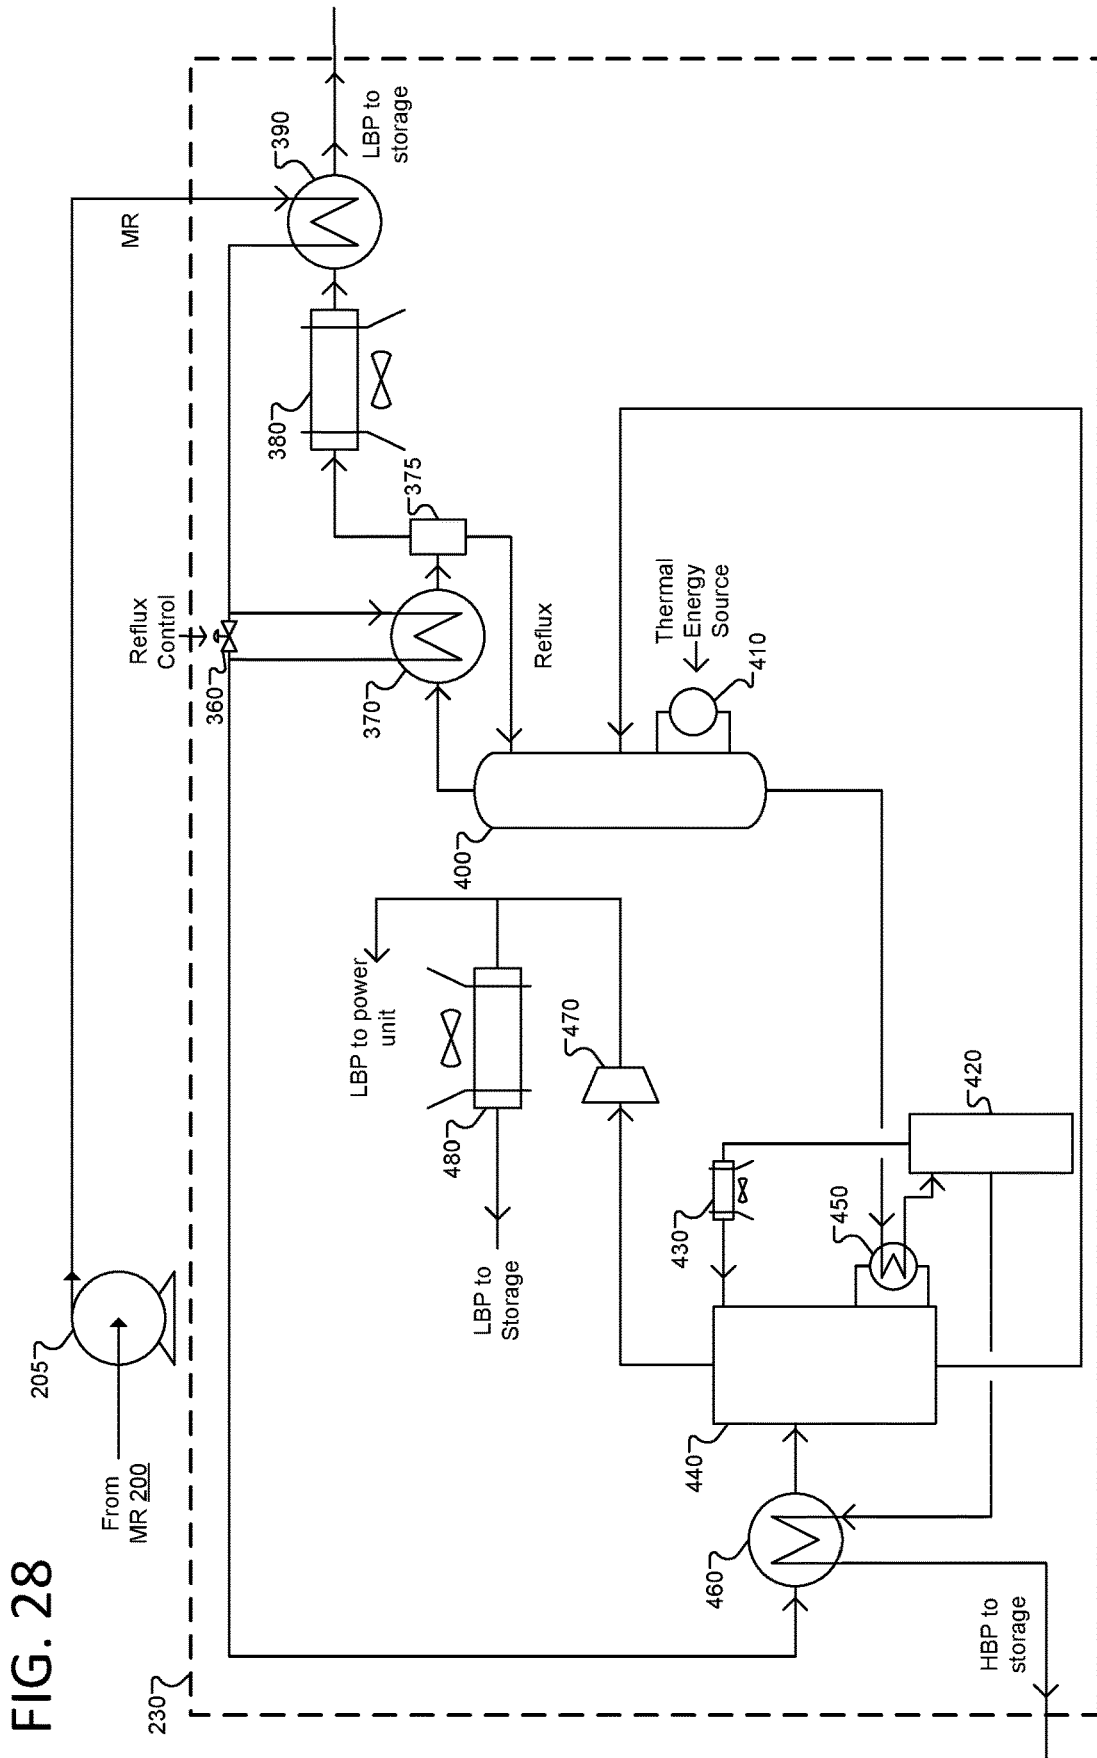 FIG. 28
230
205
From
MR 200
MR
390
LBP to
storage
380
375
Reflux
Control
360
370
Reflux
Thermal
Energy
Source
410
400
LBP to power
unit
480
LBP to
Storage
470
420
430
450
440
460
HBP to
storage